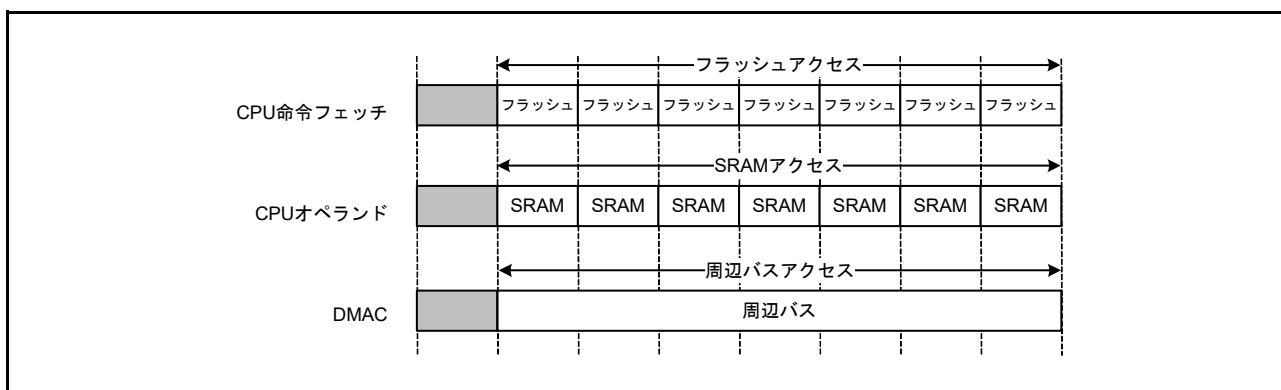 フラッシュアクセス
CPU命令フェッチ フラッシュ フラッシュ フラッシュ フラッシュ フラッシュ フラッシュ フラッシュ
SRAMアクセス
CPUオペランド SRAM SRAM SRAM SRAM SRAM SRAM SRAM
周辺バスアクセス
DMAC 周辺バス